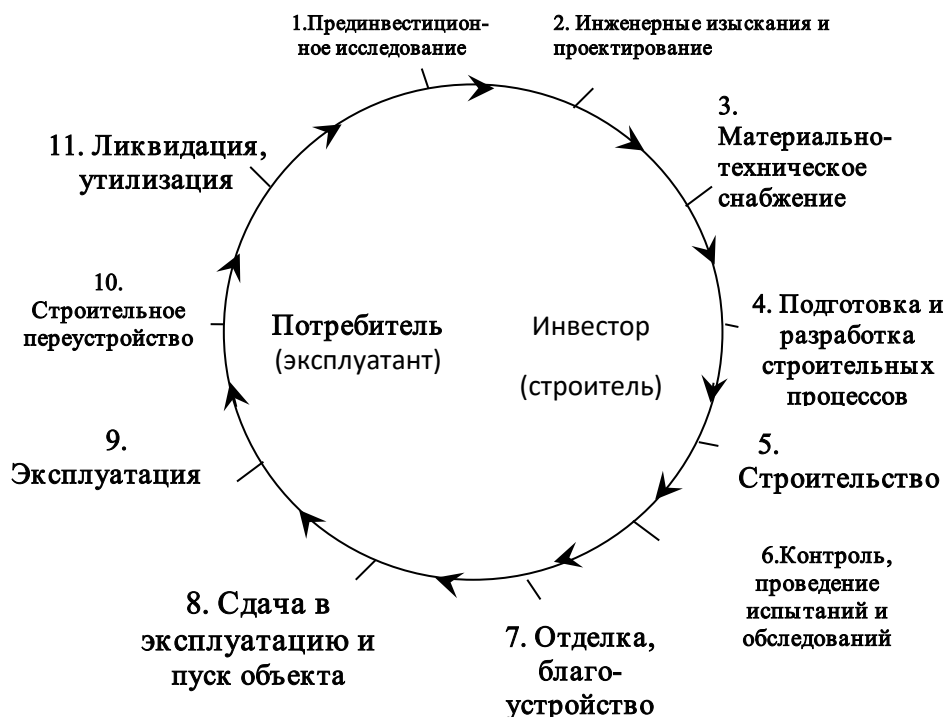 1.Прединвестицион-
ное исследование
2. Инженерные изыскания и
проектирование
3.
Материально-
техническое
снабжение
4. Подготовка и
разработка
строительных
процессов
5.
Строительство
6.Контроль,
проведение
испытаний и
обследований
7. Отделка,
благо-
устройство
8. Сдача в
эксплуатацию и
пуск объекта
9.
Эксплуатация
10.
Строительное
переустройство
11. Ликвидация,
утилизация
Потребитель
(эксплуатант)
Инвестор
(строитель)